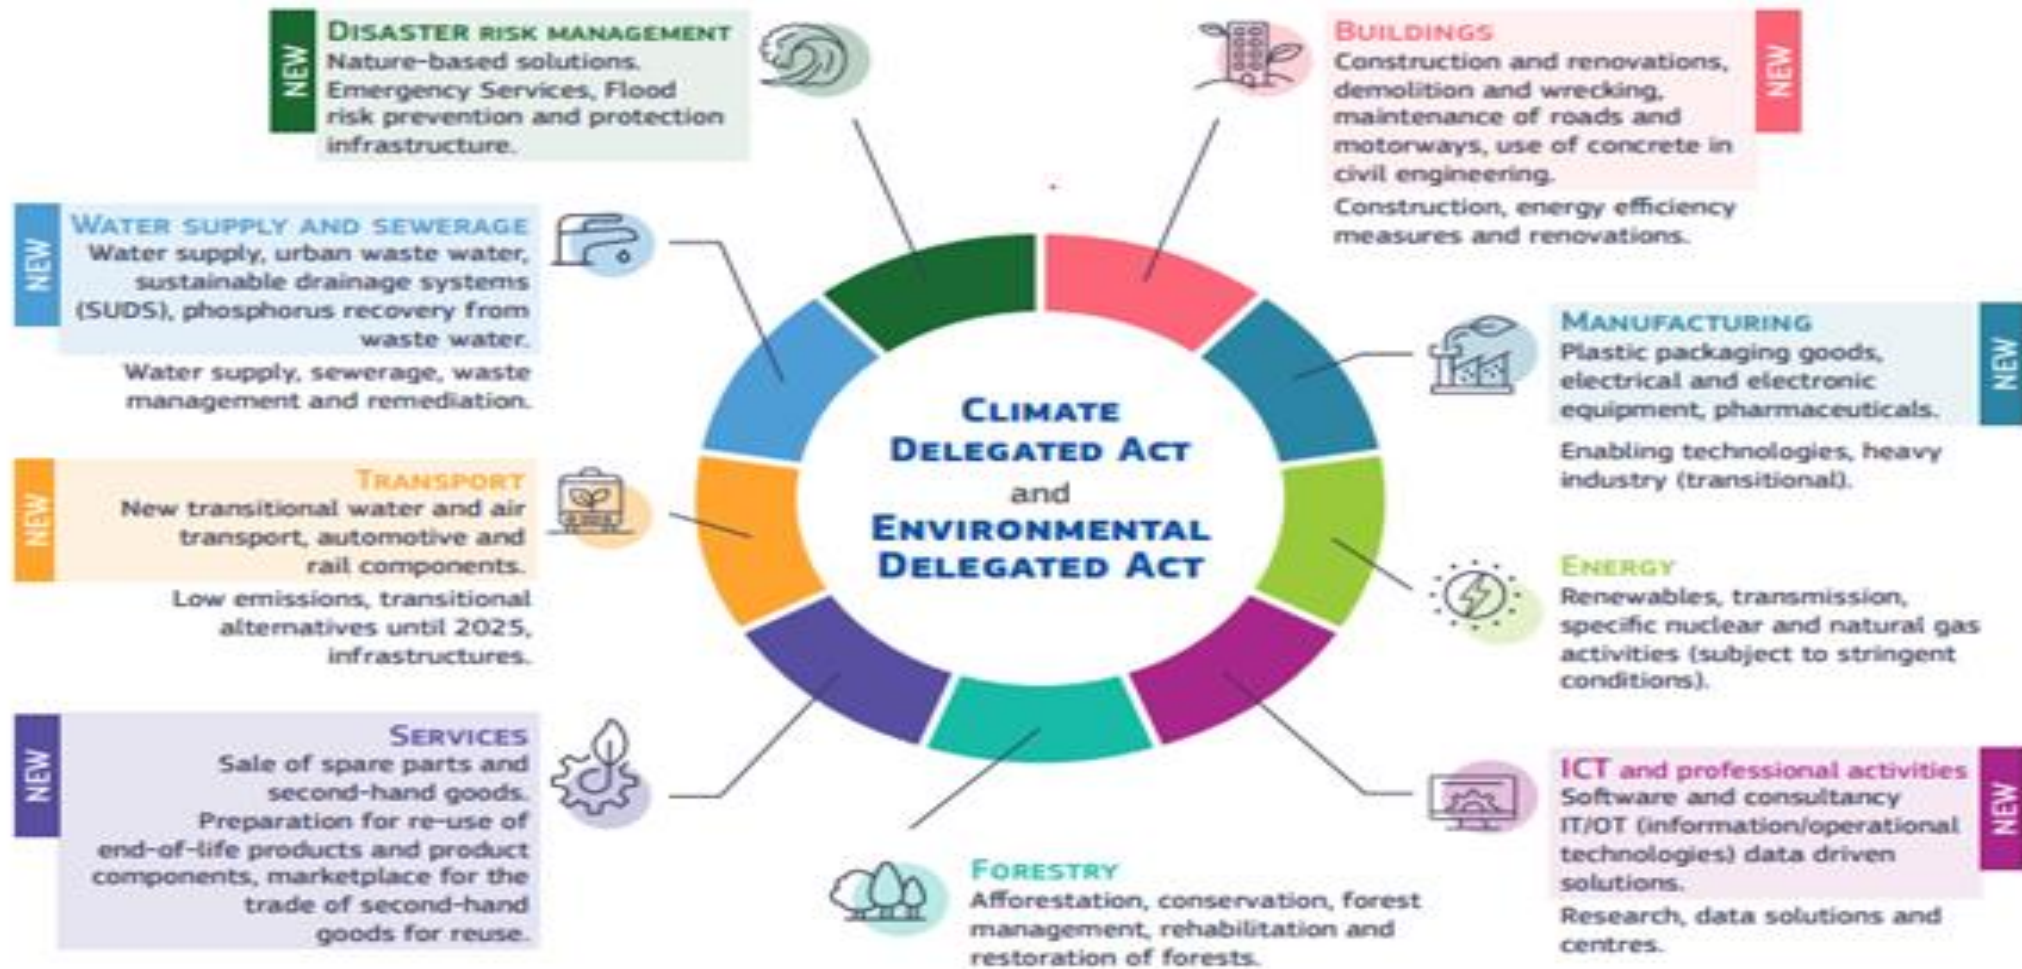 NEW
DISASTER RISK MANAGEMENT
Nature-based solutions.
Emergency Services, Flood
risk prevention and protection
infrastructure.
BUILDINGS
Construction and renovations,
demolition and wrecking,
maintenance of roads and
motorways, use of concrete in
civil engineering.
NEW
Construction, energy efficiency
measures and renovations.
NEW
WATER SUPPLY AND SEWERAGE
Water supply, urban waste water,
sustainable drainage systems
(SUDS), phosphorus recovery from
waste water.
Water supply, sewerage, waste
management and remediation.
MANUFACTURING
Plastic packaging goods,
electrical and electronic
equipment, pharmaceuticals.
NEW
Enabling technologies, heavy
industry (transitional).
CLIMATE
DELEGATED ACT
and
ENVIRONMENTAL
DELEGATED ACT
NEW
TRANSPORT
New transitional water and air
transport, automotive and
rail components.
Low emissions, transitional
alternatives until 2025,
infrastructures.
ENERGY
Renewables, transmission,
specific nuclear and natural gas
activities (subject to stringent
conditions).
NEW
SERVICES
Sale of spare parts and
second-hand goods.
Preparation for re-use of
end-of-life products and product
components, marketplace for the
trade of second-hand
goods for reuse.
FORESTRY
Afforestation, conservation, forest
management, rehabilitation and
restoration of forests.
ICT and professional activities
Software and consultancy
IT/OT (information/operational
technologies) data driven
solutions.
NEW
Research, data solutions and
centres.